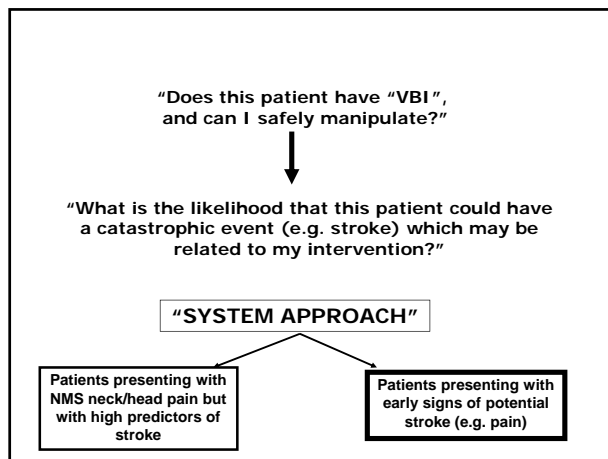 “Does this patient have “VBI”,
and can I safely manipulate?”
“What is the likelihood that this patient could have
a catastrophic event (e.g. stroke) which may be
related to my intervention?”
“SYSTEM APPROACH”
Patients presenting with
NMS neck/head pain but
with high predictors of
stroke
Patients presenting with
early signs of potential
stroke (e.g. pain)